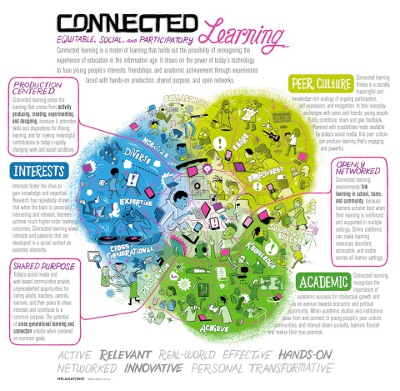 CONNECTED
Learning
EQUITABLE, SOCIAL, AND PARTICIPATORY
Connected learning is a model of learning that holds out the possibility of reimagining the
experience of education in the information age. It draws on the power of today's technology
to fuse young people's interests, friendships, and academic achievement through experiences
laced with hands-on production, shared purpose, and open networks.
PRODUCTION
CENTERED
Connected learning prizes the
learning that comes from actively
producing, creating, experimenting,
and designing, because it promotes
skills and dispositions for lifelong
learning, and for making meaningful
contributions to today's rapidly
changing work and social conditions.
INTERESTS
Interests foster the drive to
gain knowledge and expertise.
Research has repeatedly shown
that when the topic is personally
interesting and relevant, learners
achieve much higher order learning
outcomes. Connected learning views
interests and passions that are
developed in a social context as
essential elements.
SHARED PURPOSE
Today's social media and
web-based communities provide
unprecedented opportunities for
caring adults, teachers, parents,
learners, and their peers to share
interests and contribute to a
common purpose. The potential
of cross-generational learning and
connection unfolds when centered
on common goals.
PEER CULTURE
Connected learning
thrives in a socially meaningful and
knowledge-rich ecology of ongoing participation,
self-expression, and recognition. In their everyday
exchanges with peers and friends, young people
fluidly contribute, share and give feedback.
Powered with possibilities made available
by today's social media, this peer culture
can produce learning that's engaging
and powerful.
OPENLY
NETWORKED
Connected learning
environments link
learning in school, home,
and community, because
learners achieve best when
their learning is reinforced
and supported in multiple
settings. Online platforms
can make learning
resources abundant,
accessible, and visible
across all learner settings.
ACADEMIC
Connected learning
recognizes the
importance of
academic success for intellectual growth and
as an avenue towards economic and political
opportunity. When academic studies and institutions
draw from and connect to young people's peer culture,
communities, and interest-driven pursuits, learners flourish
and realize their true potential.
COLLABORATE
MOBILIZE
DIVERSE
EXPERTISE
CROSS
GENERATIONAL
EMPOWERED
KNOWLEDGE
ACHIEVE
ACTIVE RELEVANT REAL-WORLD EFFECTIVE HANDS-ON
NETWORKED INNOVATIVE PERSONAL TRANSFORMATIVE